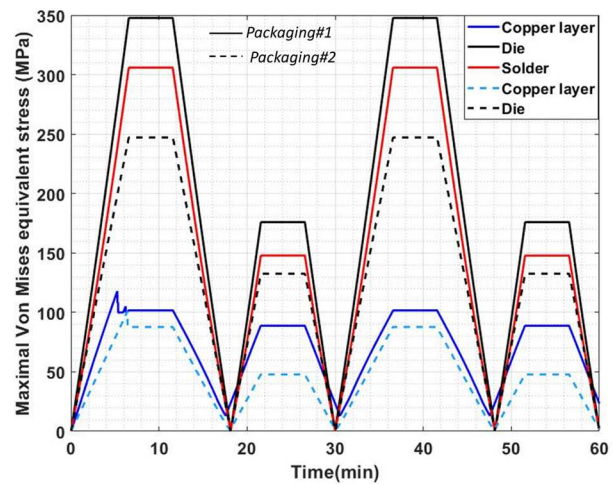 350
300
250
200
150
100
50
0
Maximal Von Mises equivalent stress (MPa)
Packaging#1
Packaging#2
Copper layer
Die
Solder
Copper layer
Die
0 10 20 30 40 50 60
Time(min)